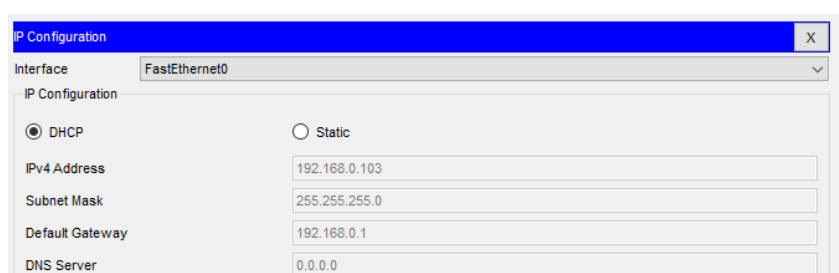 IP Configuration X
Interface FastEthernet0
IP Configuration
DHCP Static
IPv4 Address 192.168.0.103
Subnet Mask 255.255.255.0
Default Gateway 192.168.0.1
DNS Server 0.0.0.0